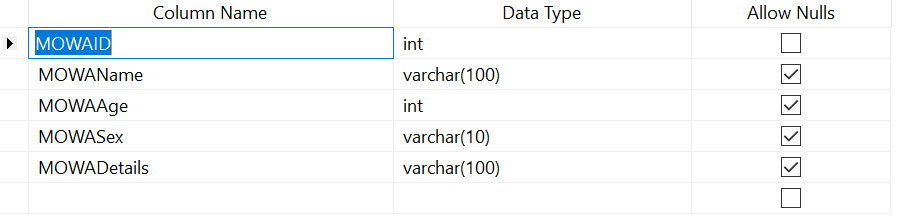 Column Name Data Type Allow Nulls
MOWAID int
MOWAName varchar(100)
MOWAAge int
MOWASex varchar(10)
MOWADetails varchar(100)